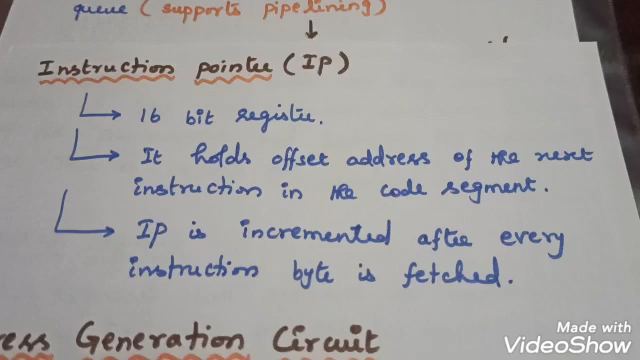 queue (supports pipelining)
Instruction pointer (IP)
16 bit register.
It holds offset address of the next
instruction in the code segment.
IP is incremented after every
instruction byte is fetched.
ress Generation Circuit
Made with
VideoShow